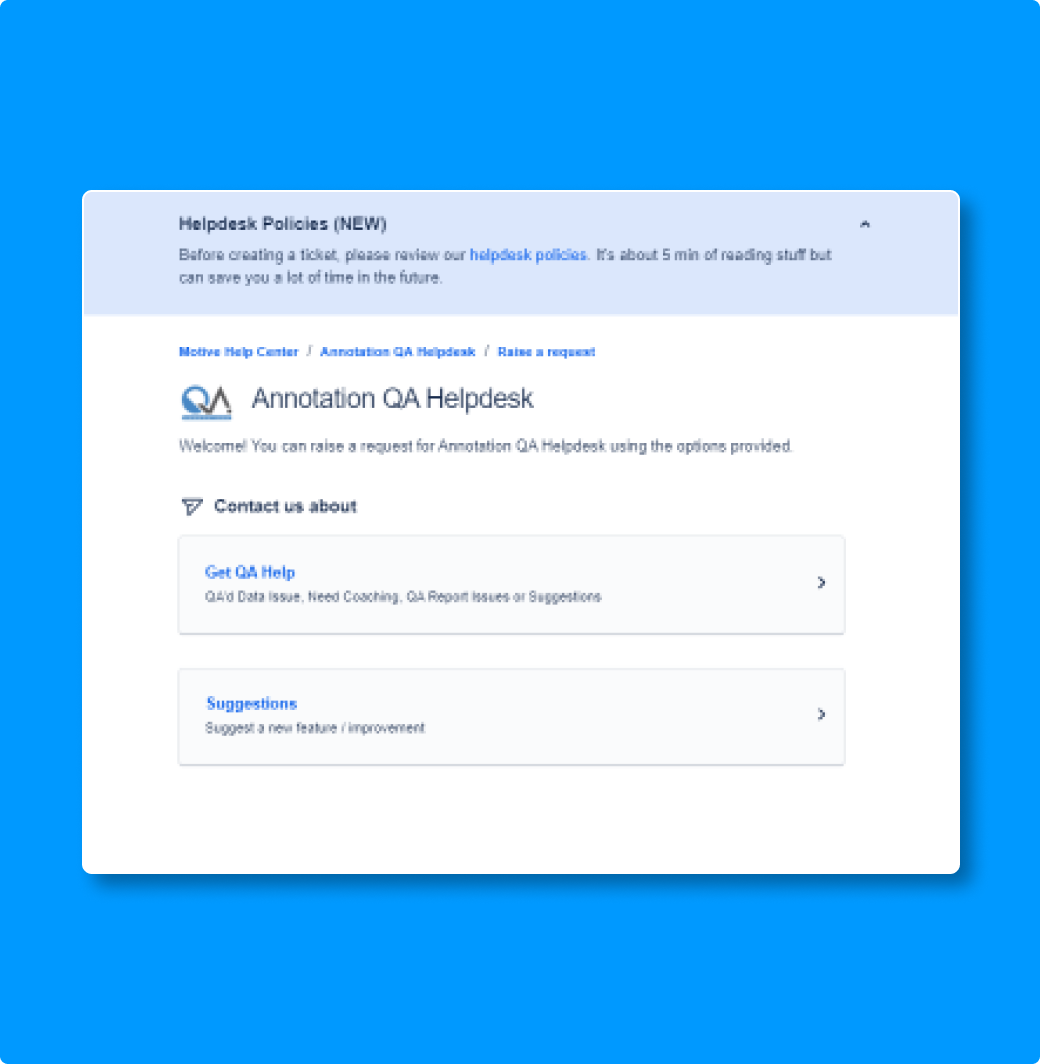 Helpdesk Policies (NEW)
Before creating a ticket, please review our helpdesk policies. It's about 5 min of reading stuff but
can save you a lot of time in the future.
Motive Help Center / Annotation QA Helpdesk / Raise a request
QA Annotation QA Helpdesk
Welcome! You can raise a request for Annotation QA Helpdesk using the options provided.
Contact us about
Get QA Help
QA'd Data Issue, Need Coaching, QA Report Issues or Suggestions
Suggestions
Suggest a new feature / improvement